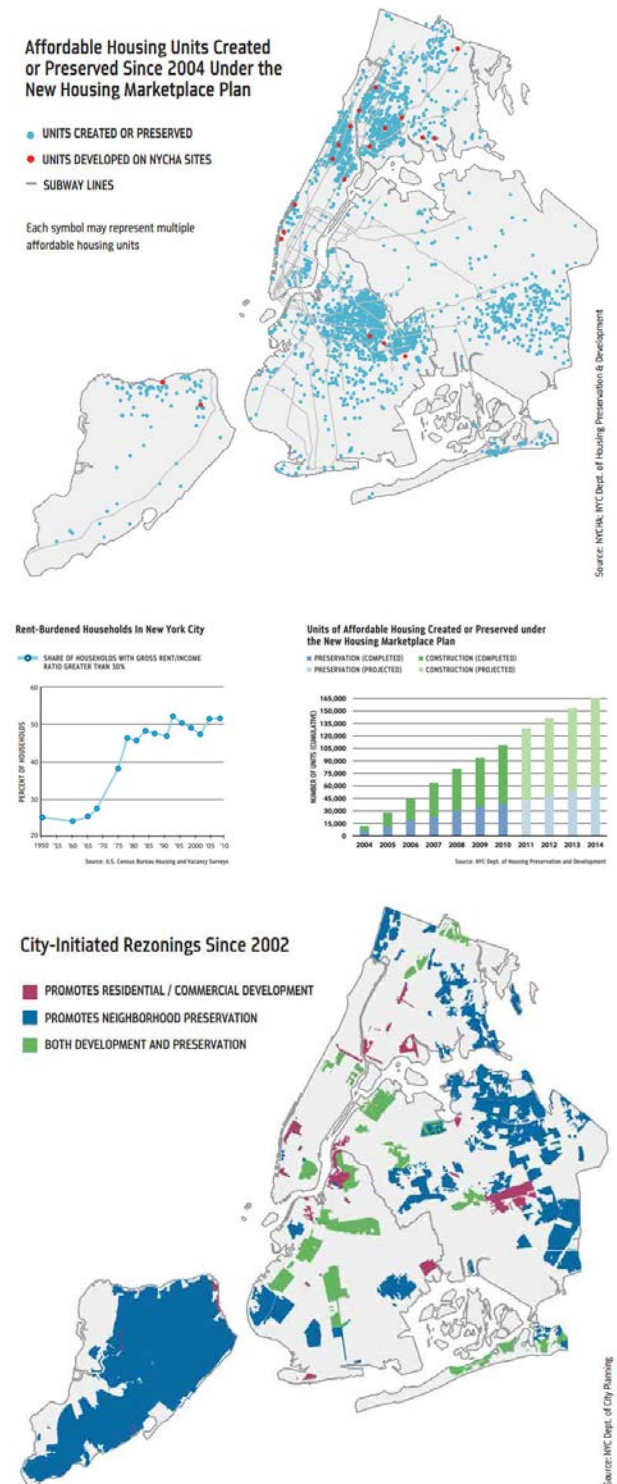 Affordable Housing Units Created
or Preserved Since 2004 Under the
New Housing Marketplace Plan
UNITS CREATED OR PRESERVED
UNITS DEVELOPED ON NYCHA SITES
SUBWAY LINES
Each symbol may represent multiple
affordable housing units
Source: NYCHA; NYC Dept. of Housing Preservation & Development
Rent-Burdened Households In New York City
SHARE OF HOUSEHOLDS WITH GROSS RENT/INCOME
RATIO GREATER THAN 30%
PERCENT OF HOUSEHOLDS
60
50
40
30
20
1950 '55 '60 '65 '70 '75 '80 '85 '90 '95 2000 '05 '10
Source: U.S. Census Bureau Housing and Vacancy Surveys
Units of Affordable Housing Created or Preserved under
the New Housing Marketplace Plan
PRESERVATION (COMPLETED) CONSTRUCTION (COMPLETED)
PRESERVATION (PROJECTED) CONSTRUCTION (PROJECTED)
NUMBER OF UNITS (CUMULATIVE)
165,000
150,000
135,000
120,000
105,000
90,000
75,000
60,000
45,000
30,000
15,000
0
2004 2005 2006 2007 2008 2009 2010 2011 2012 2013 2014
Source: NYC Dept. of Housing Preservation and Development
City-Initiated Rezonings Since 2002
PROMOTES RESIDENTIAL / COMMERCIAL DEVELOPMENT
PROMOTES NEIGHBORHOOD PRESERVATION
BOTH DEVELOPMENT AND PRESERVATION
Source: NYC Dept. of City Planning